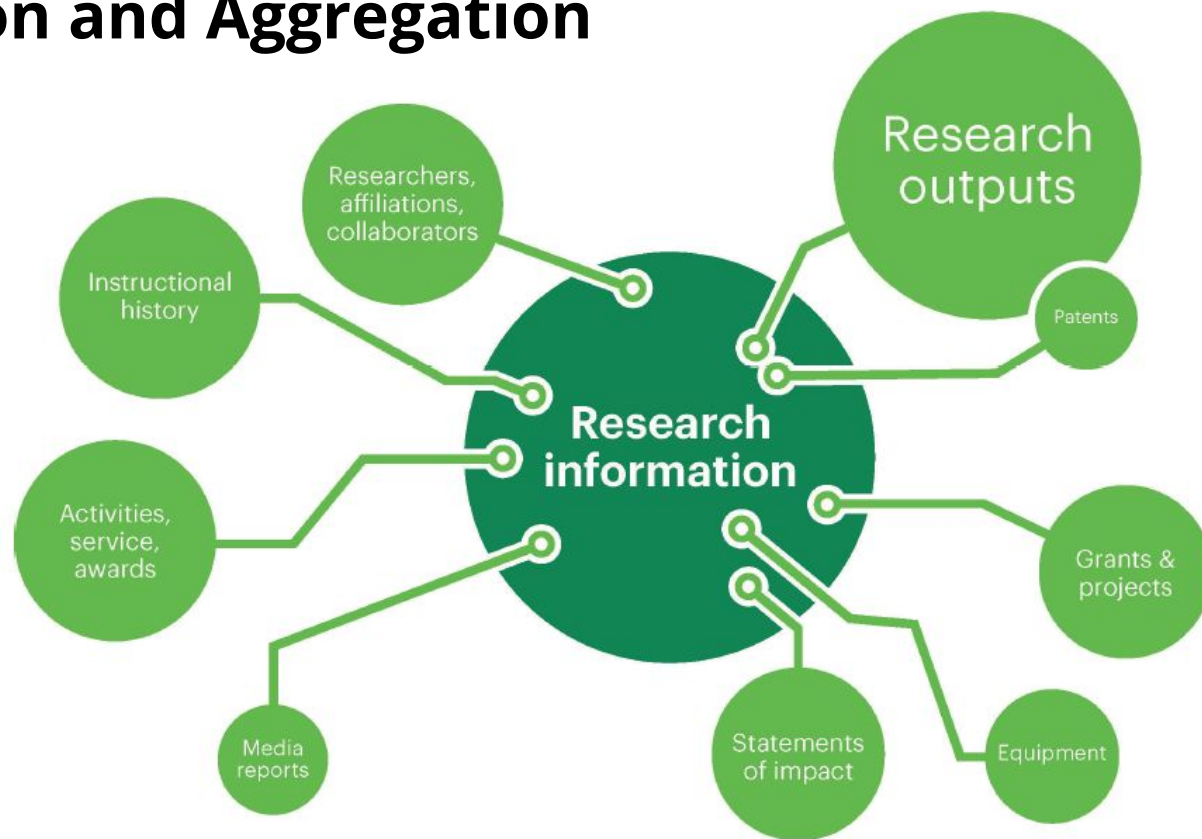 on and Aggregation
Research
outputs
Researchers,
affiliations,
collaborators
Instructional
history
Patents
Research
information
Activities,
service,
awards
Grants &
projects
Media
reports
Statements
of impact
Equipment